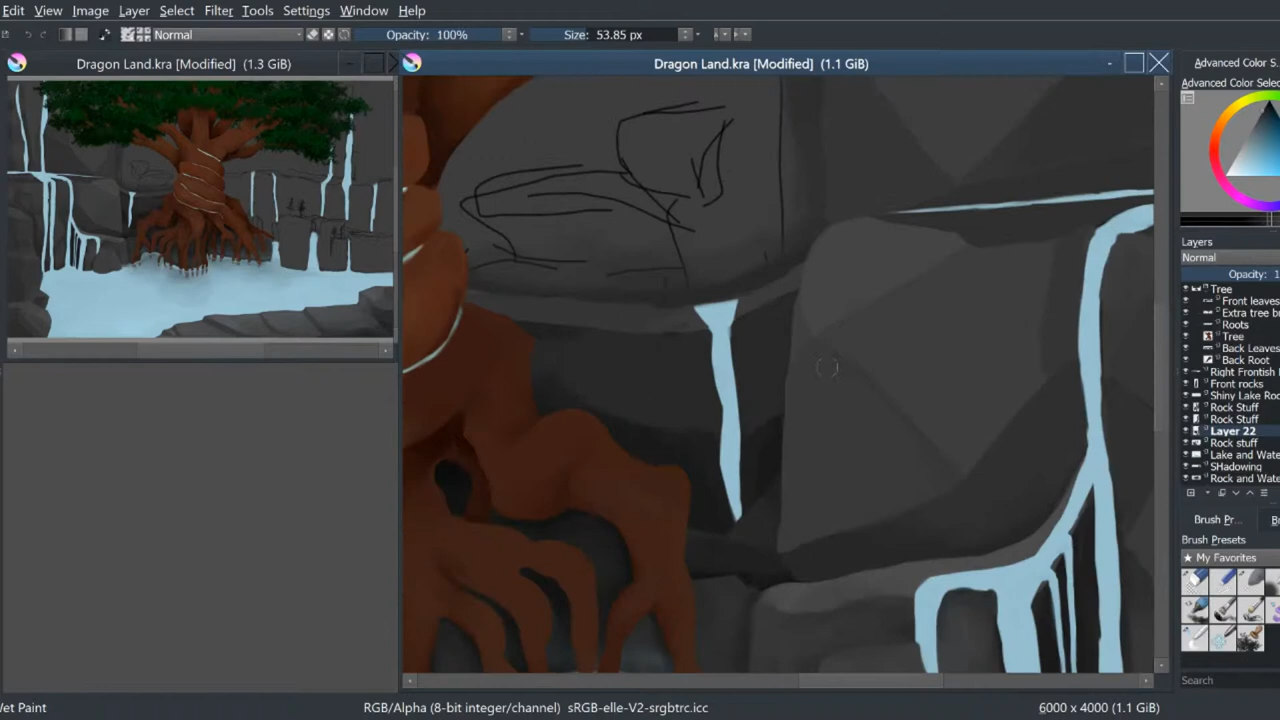 Edit View Image Layer Select Filter Tools Settings Window Help
Normal Opacity: 100% Size: 53.85 px
Dragon Land.kra [Modified] (1.3 GiB)
Dragon Land.kra [Modified] (1.1 GiB)
Advanced Color S...
Advanced Color Selec
Layers
Normal
Opacity: 1
Tree
Front leaves
Extra tree br
Roots
Tree
Back Leaves
Back Root
Right Frontish
Front rocks
Shiny Lake Ro
Rock Stuff
Rock Stuff
Layer 22
Rock stuff
Lake and Wate
SHadowing
Rock and Wate
Brush Pr...
Brush Presets
★ My Favorites
Search
Wet Paint
RGB/Alpha (8-bit integer/channel) sRGB-elle-V2-srgbtrc.icc
6000 x 4000 (1.1 GiB)